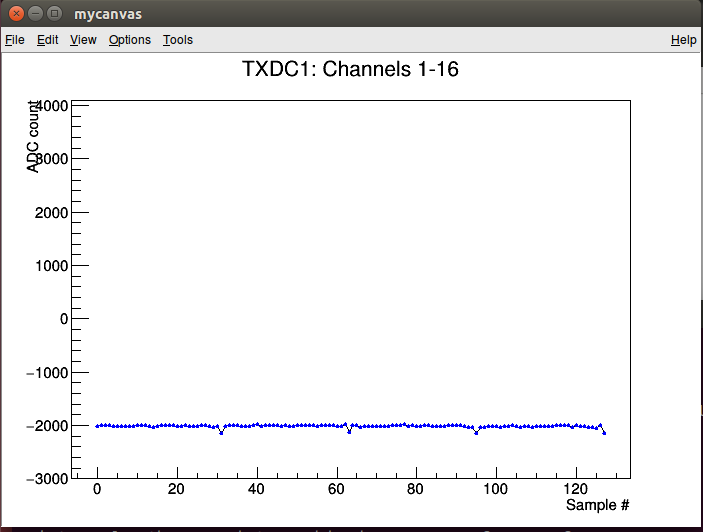 mycanvas
File Edit View Options Tools Help
TXDC1: Channels 1-16
ADC count
4000
3000
2000
1000
0
−1000
−2000
−3000
0 20 40 60 80 100 120
Sample #